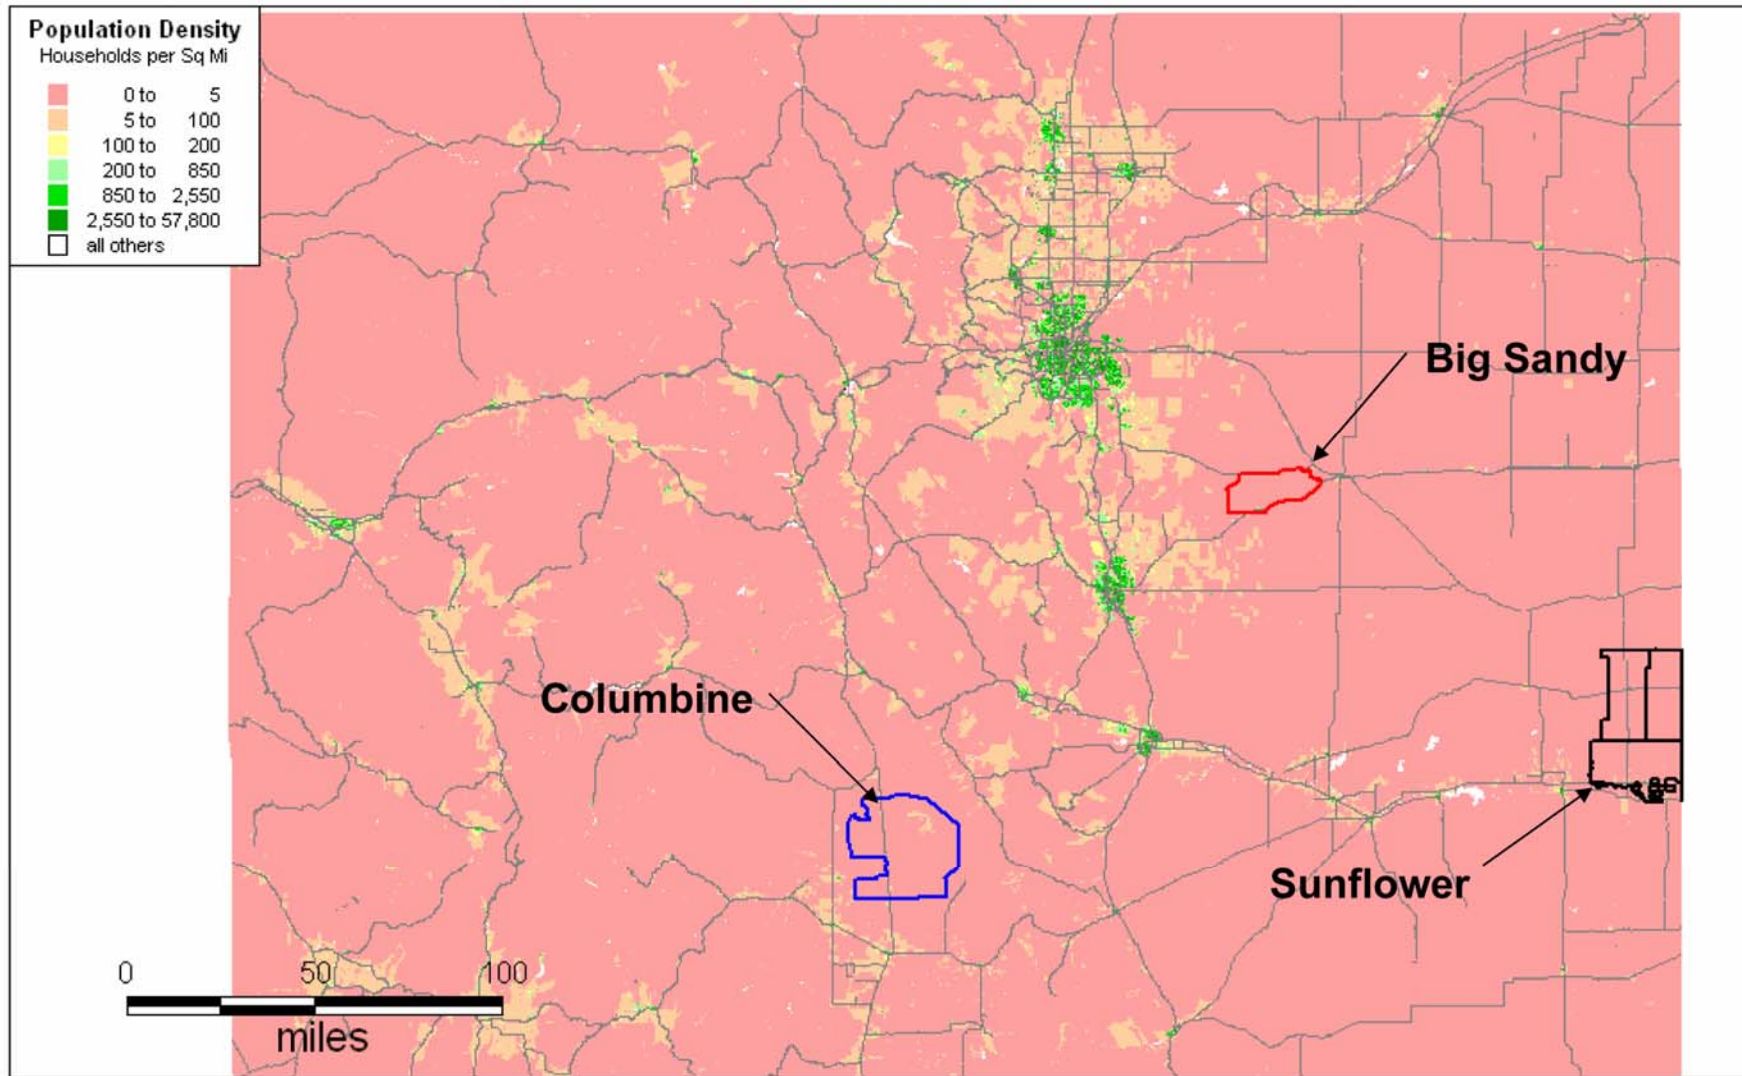 Population Density
Households per Sq Mi
0 to 5
5 to 100
100 to 200
200 to 850
850 to 2,550
2,550 to 57,800
all others
Big Sandy
Columbine
Sunflower
0 50 100
miles